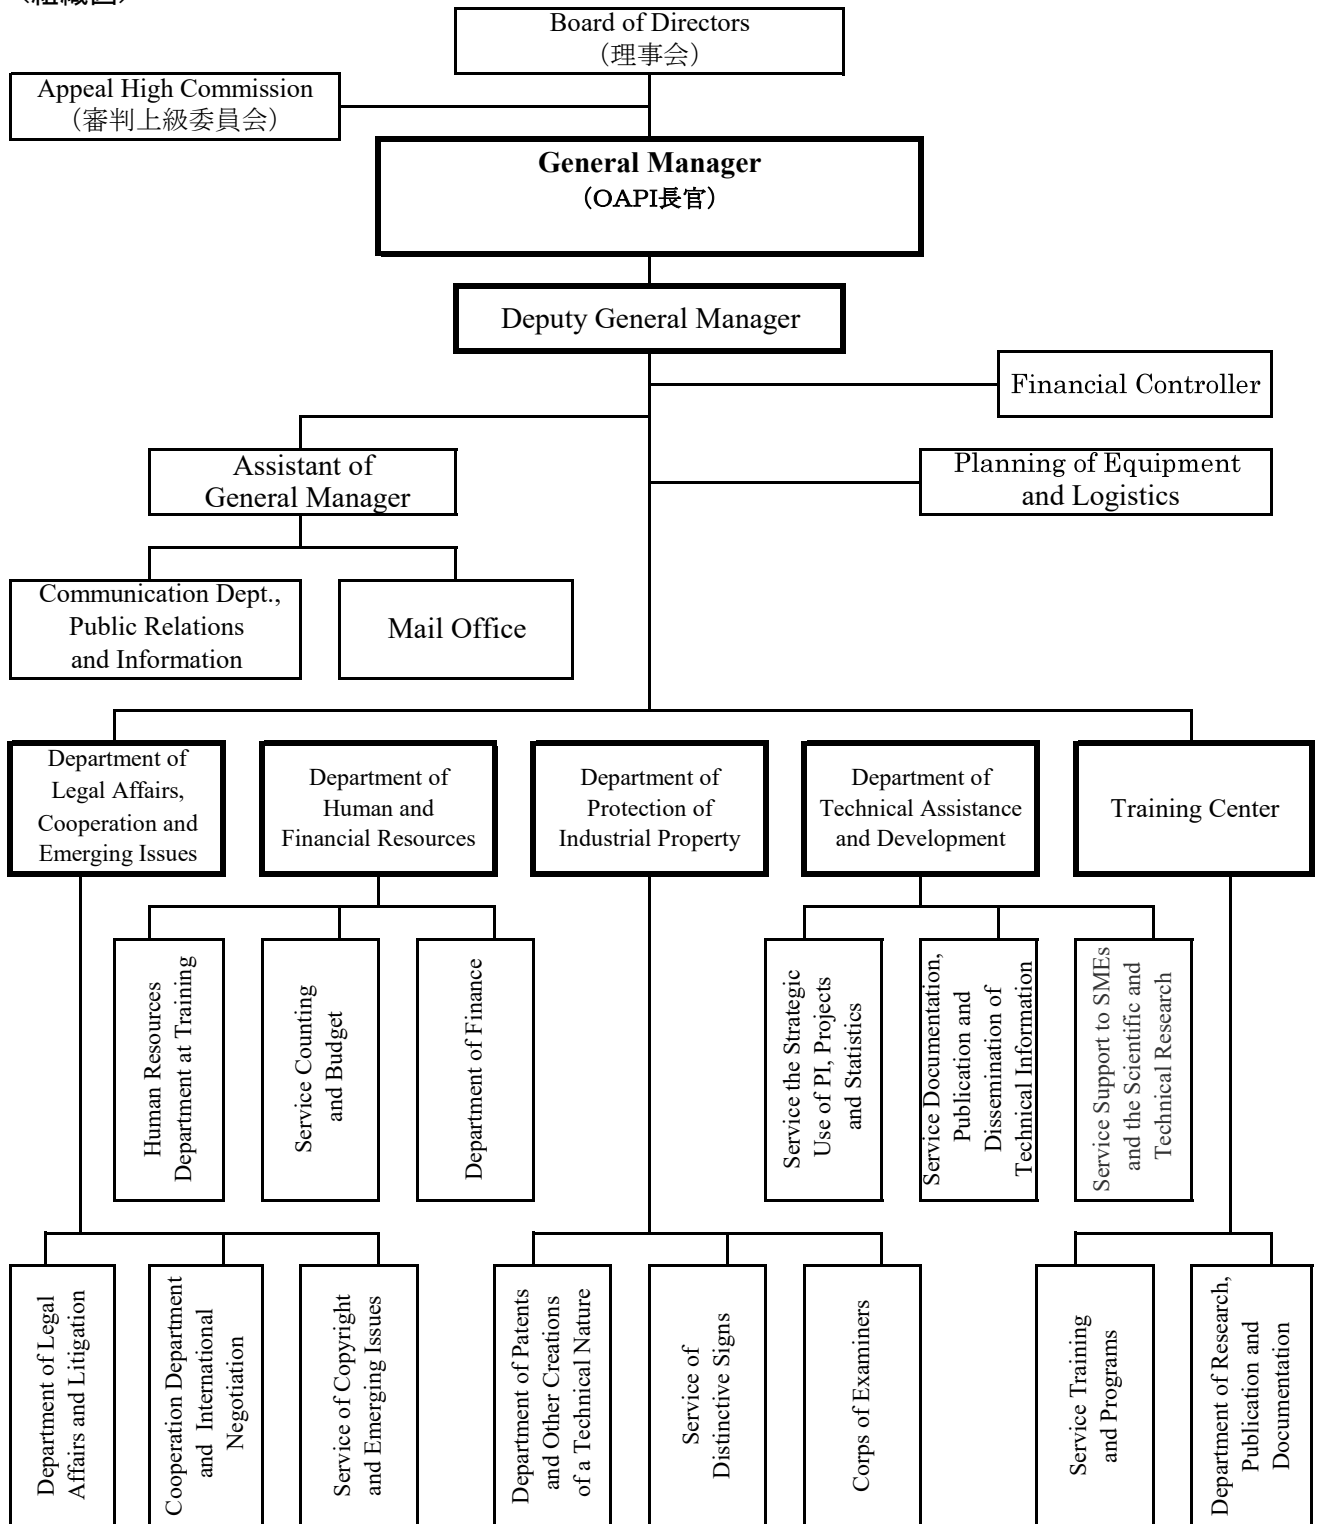 （組織図）
Board of Directors
（理事会）
Appeal High Commission
（審判上級委員会）
General Manager
（OAPI長官）
Deputy General Manager
Financial Controller
Assistant of
General Manager
Planning of Equipment
and Logistics
Communication Dept.,
Public Relations
and Information
Mail Office
Department of
Legal Affairs,
Cooperation and
Emerging Issues
Department of
Human and
Financial Resources
Department of
Protection of
Industrial Property
Department of
Technical Assistance
and Development
Training Center
Human Resources
Department at Training
Service Counting
and Budget
Department of Finance
Service the Strategic
Use of PI, Projects
and Statistics
Service Documentation,
Publication and
Dissemination of
Technical Information
Service Support to SMEs
and the Scientific and
Technical Research
Department of Legal
Affairs and Litigation
Cooperation Department
and International
Negotiation
Service of Copyright
and Emerging Issues
Department of Patents
and Other Creations
of a Technical Nature
Service of
Distinctive Signs
Corps of Examiners
Service Training
and Programs
Department of Research,
Publication and
Documentation